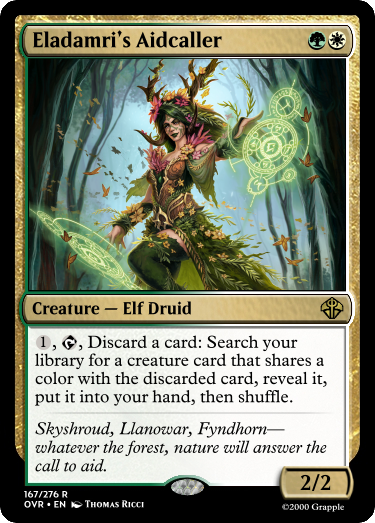 Eladamri's Aidcaller
Creature — Elf Druid
1, T, Discard a card: Search your
library for a creature card that shares a
color with the discarded card, reveal it,
put it into your hand, then shuffle.
Skyshroud, Llanowar, Fyndhorn—
whatever the forest, nature will answer the
call to aid.
2/2
167/276 R
OVR • EN Thomas Ricci
©2000 Grapple